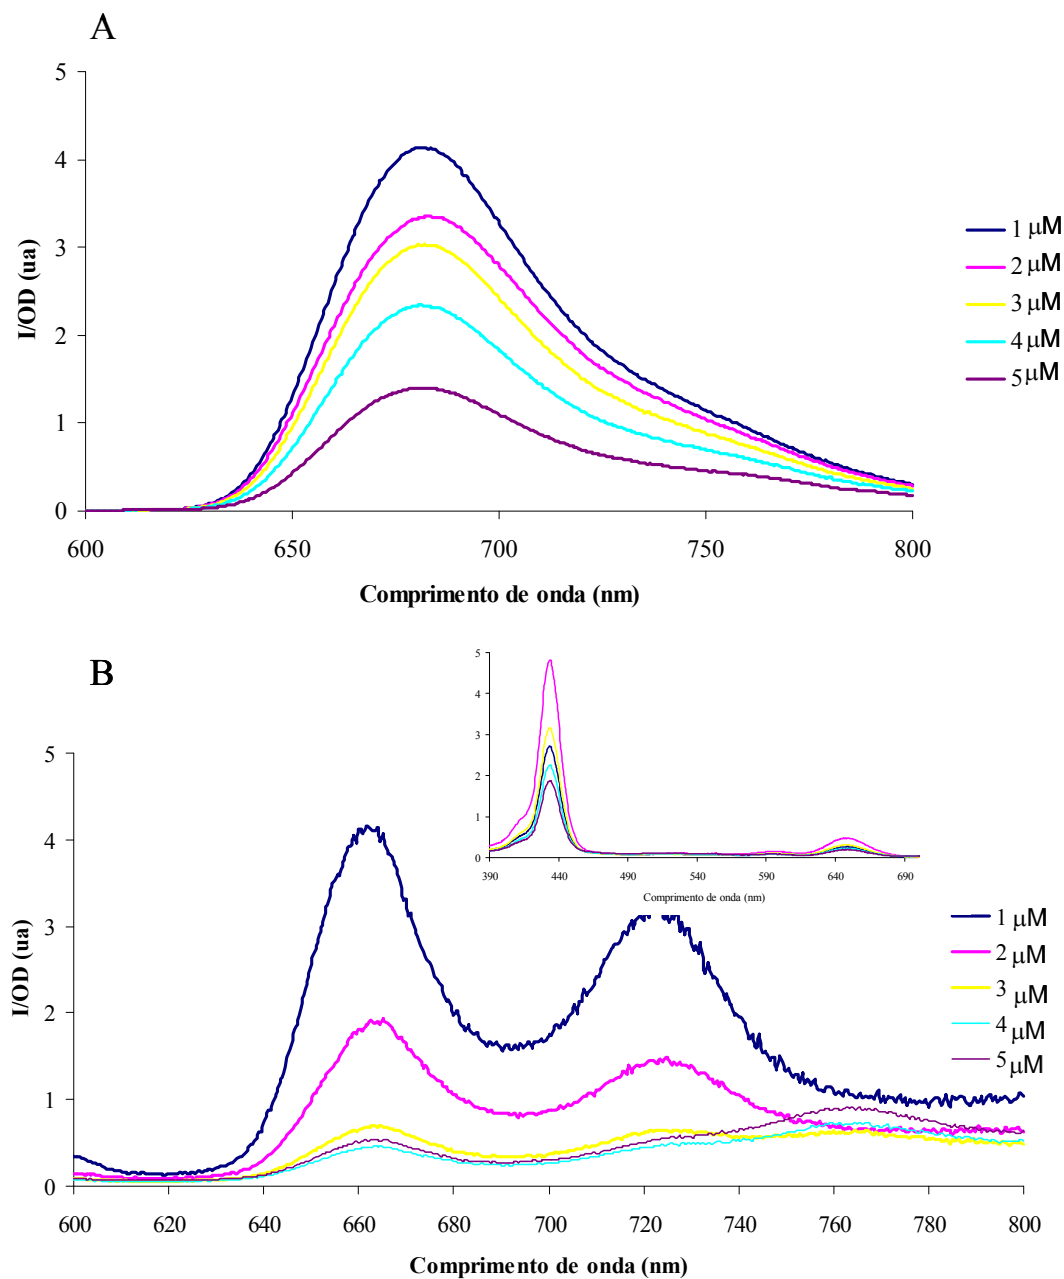 A
5
4
3
2
1
0
I/OD (ua)
600 650 700 750 800
Comprimento de onda (nm)
1 μM
2 μM
3 μM
4 μM
5 μM
B
5
4
3
2
1
0
390 440 490 540 590 640 690
Comprimento de onda (nm)
5
4
3
2
1
0
I/OD (ua)
600 620 640 660 680 700 720 740 760 780 800
Comprimento de onda (nm)
1 μM
2 μM
3 μM
4 μM
5 μM